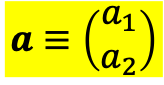 a ≡ (a₁
a₂)